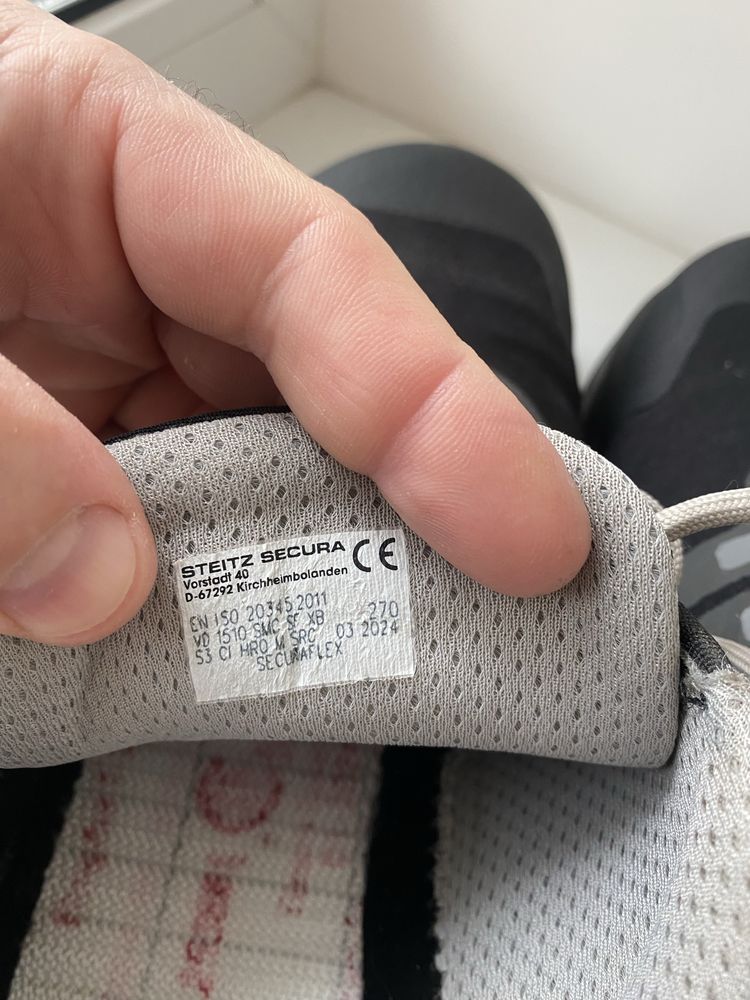 STEITZ SECURA CE
Vorstadt 40
D-67292 Kirchheimbolanden
EN ISO 20345:2011 270
VD 1510 SMC SF XB 03 2024
S3 CI HRO M SRC
SECURAFLEX